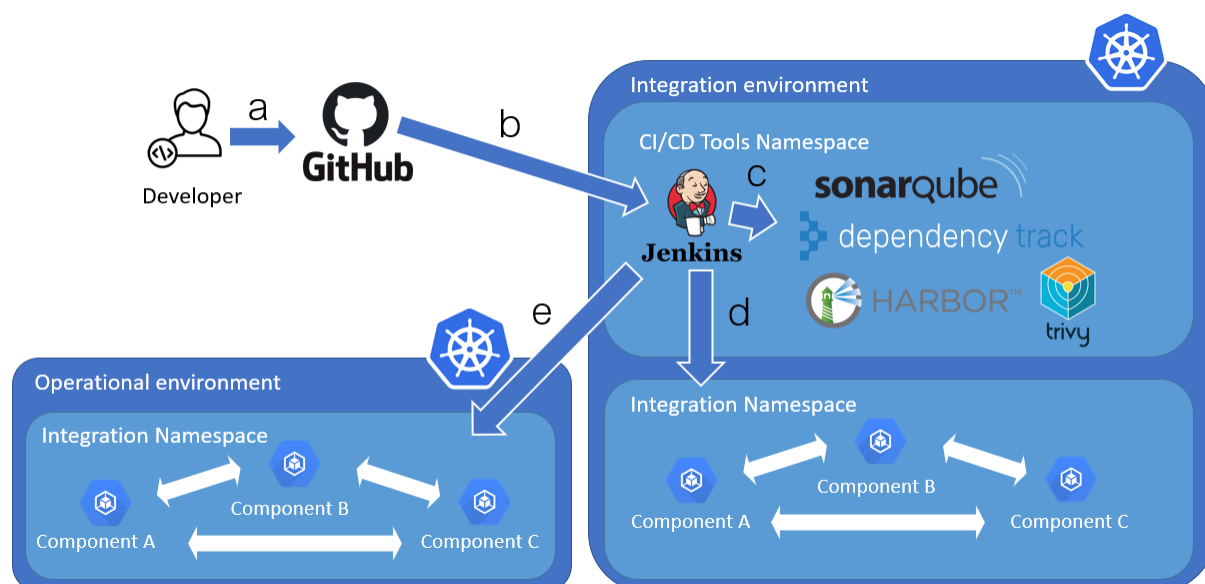 Integration environment
a
GitHub
b
CI/CD Tools Namespace
c
sonarqube
Developer
Jenkins
dependency track
HARBOR™
trivy
d
e
Operational environment
Integration Namespace
Component A
Component B
Component C
Integration Namespace
Component A
Component B
Component C